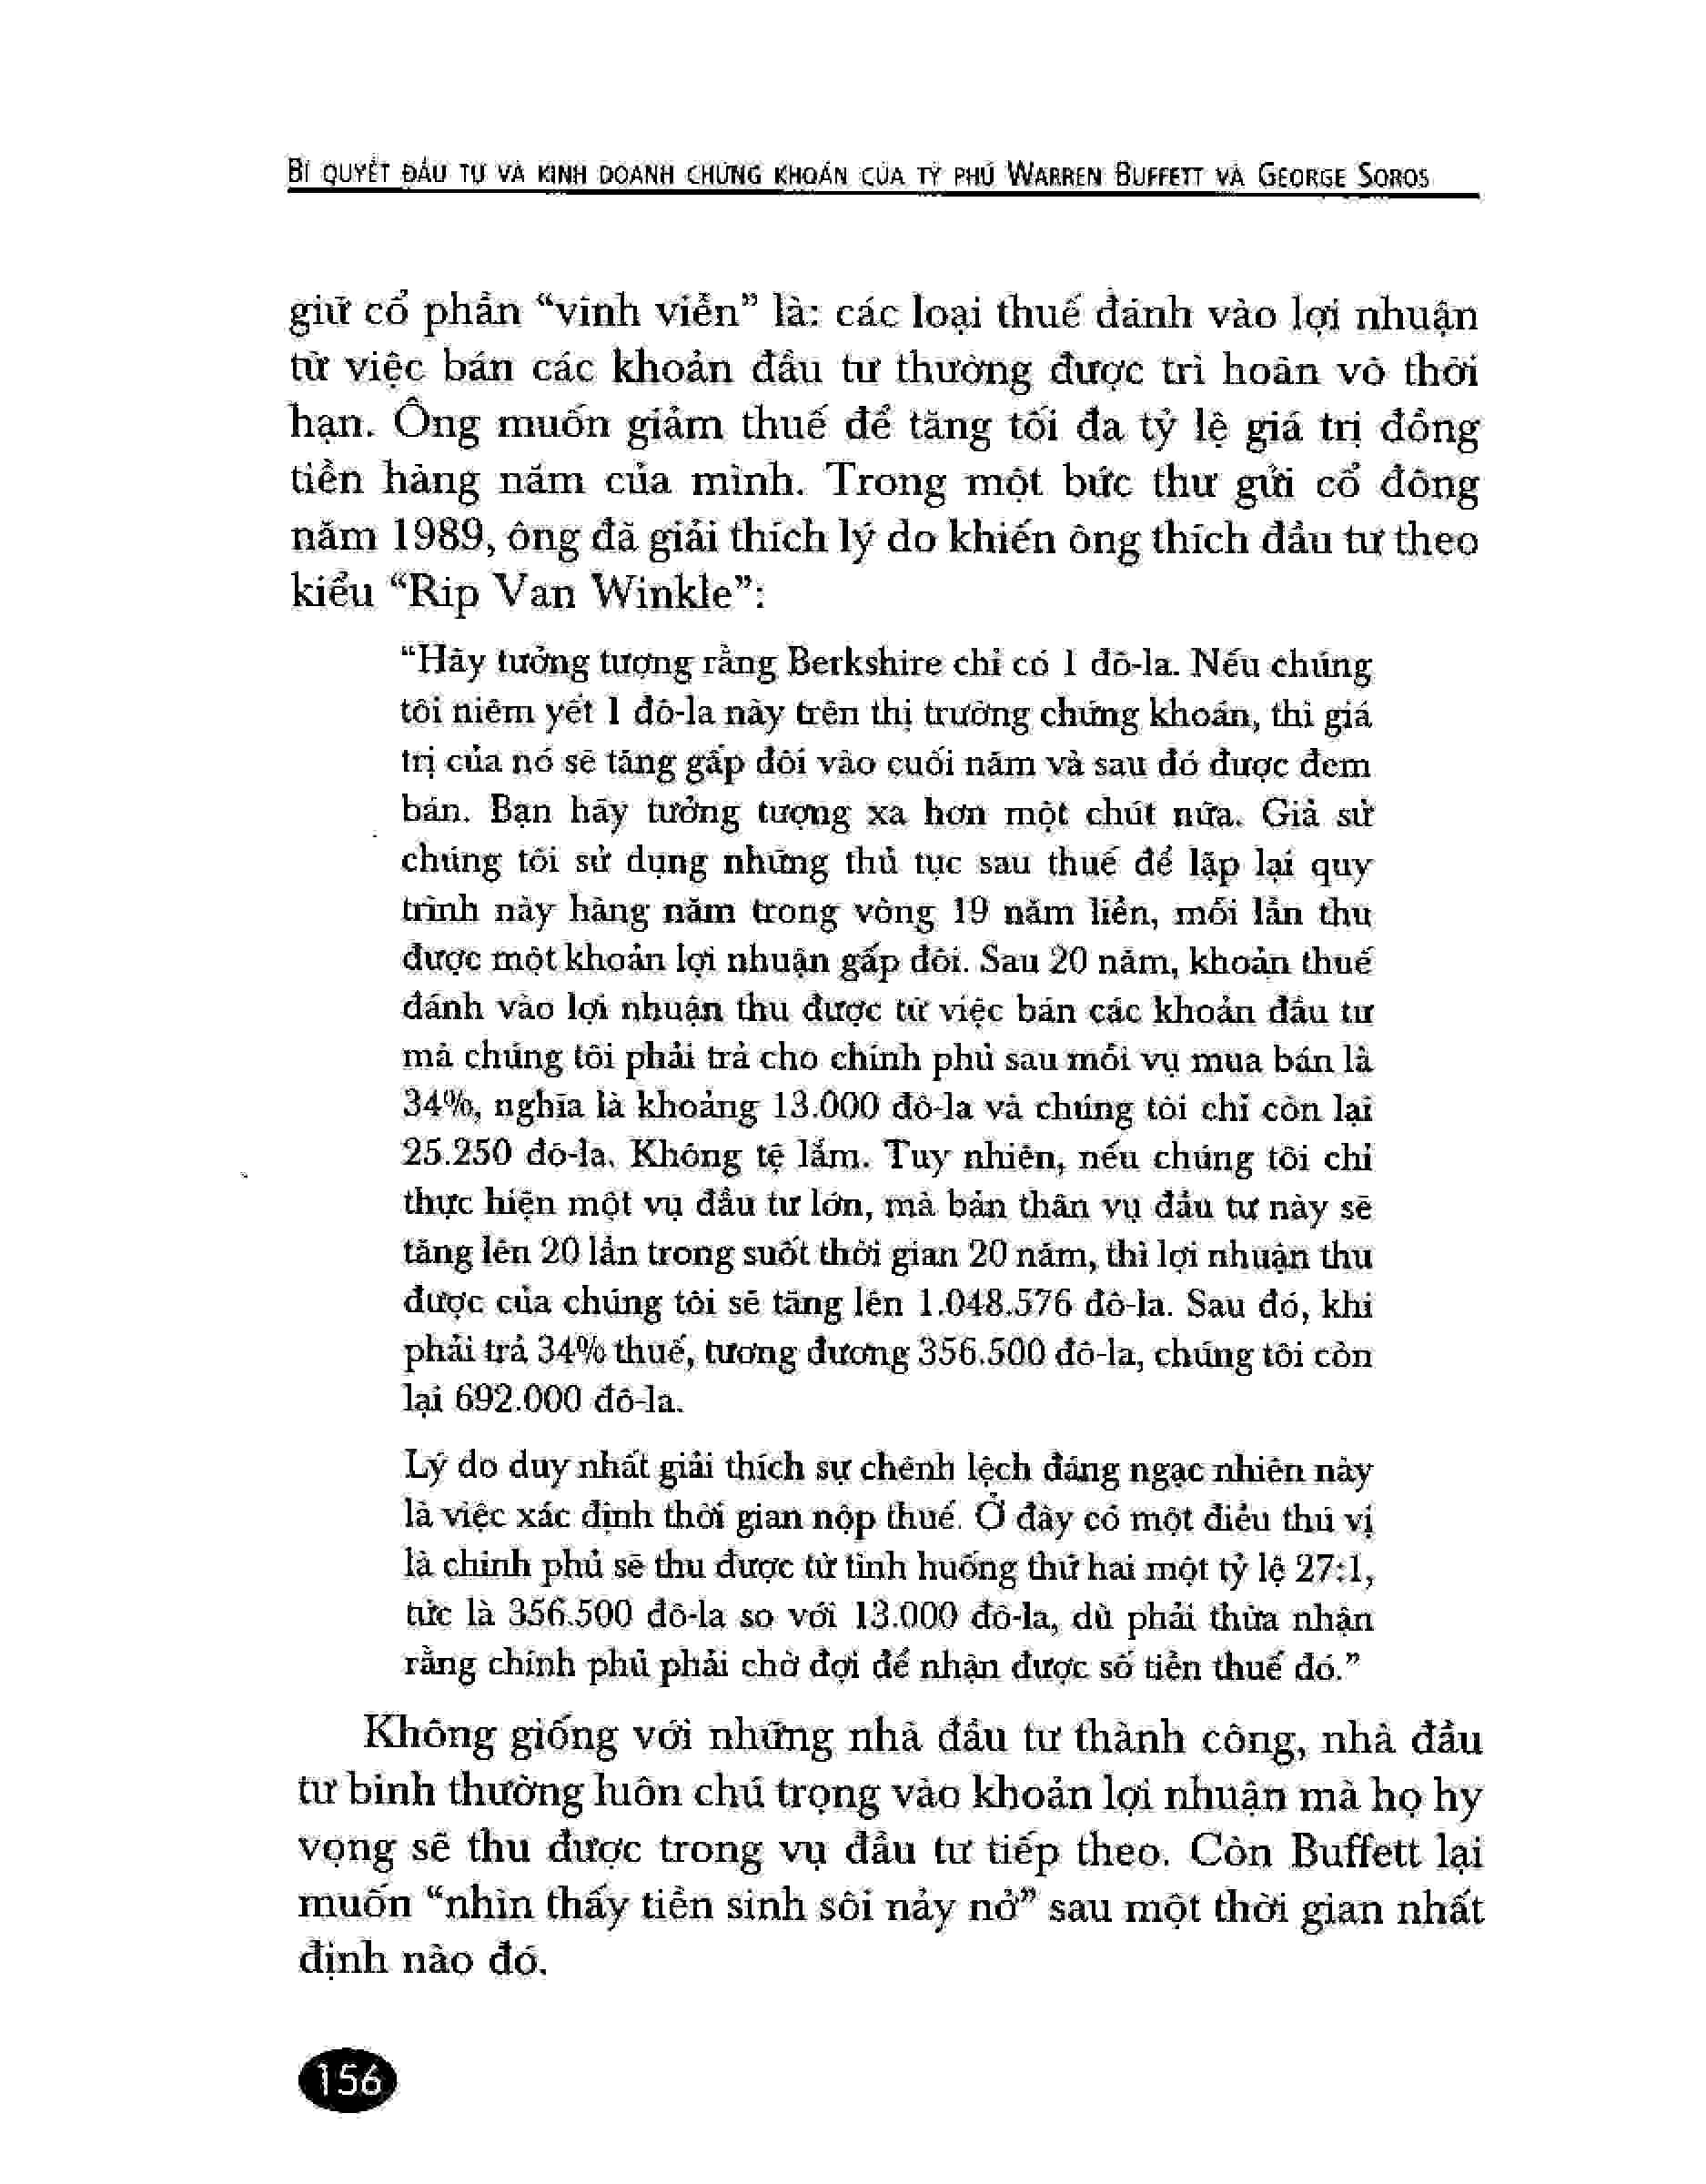 BÍ QUYẾT ĐẦU TƯ VÀ KINH DOANH CHỨNG KHOÁN CỦA TỶ PHÚ WARREN BUFFETT VÀ GEORGE SOROS
giữ cổ phần “vĩnh viễn” là: các loại thuế đánh vào lợi nhuận
từ việc bán các khoản đầu tư thường được trì hoãn vô thời
hạn. Ông muốn giảm thuế để tăng tối đa tỷ lệ giá trị đồng
tiền hàng năm của mình. Trong một bức thư gửi cổ đông
năm 1989, ông đã giải thích lý do khiến ông thích đầu tư theo
kiểu “Rip Van Winkle”:
“Hãy tưởng tượng rằng Berkshire chỉ có 1 đô-la. Nếu chúng
tôi niêm yết 1 đô-la này trên thị trường chứng khoán, thì giá
trị của nó sẽ tăng gấp đôi vào cuối năm và sau đó được đem
bán. Bạn hãy tưởng tượng xa hơn một chút nữa. Giả sử
chúng tôi sử dụng những thủ tục sau thuế để lặp lại quy
trình này hàng năm trong vòng 19 năm liền, mỗi lần thu
được một khoản lợi nhuận gấp đôi. Sau 20 năm, khoản thuế
đánh vào lợi nhuận thu được từ việc bán các khoản đầu tư
mà chúng tôi phải trả cho chính phủ sau mỗi vụ mua bán là
34%, nghĩa là khoảng 13.000 đô-la và chúng tôi chỉ còn lại
25.250 đô-la. Không tệ lắm. Tuy nhiên, nếu chúng tôi chỉ
thực hiện một vụ đầu tư lớn, mà bản thân vụ đầu tư này sẽ
tăng lên 20 lần trong suốt thời gian 20 năm, thì lợi nhuận thu
được của chúng tôi sẽ tăng lên 1.048.576 đô-la. Sau đó, khi
phải trả 34% thuế, tương đương 356.500 đô-la, chúng tôi còn
lại 692.000 đô-la.
Lý do duy nhất giải thích sự chênh lệch đáng ngạc nhiên này
là việc xác định thời gian nộp thuế. Ở đây có một điều thú vị
là chính phủ sẽ thu được từ tình huống thứ hai một tỷ lệ 27:1,
tức là 356.500 đô-la so với 13.000 đô-la, dù phải thừa nhận
rằng chính phủ phải chờ đợi để nhận được số tiền thuế đó.”
Không giống với những nhà đầu tư thành công, nhà đầu
tư bình thường luôn chú trọng vào khoản lợi nhuận mà họ hy
vọng sẽ thu được trong vụ đầu tư tiếp theo. Còn Buffett lại
muốn “nhìn thấy tiền sinh sôi nảy nở” sau một thời gian nhất
định nào đó.
156